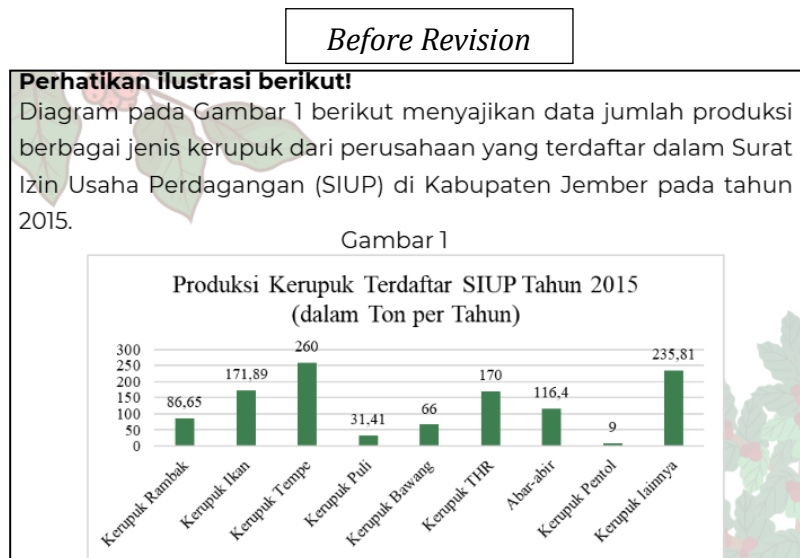 Before Revision
Perhatikan ilustrasi berikut!
Diagram pada Gambar 1 berikut menyajikan data jumlah produksi
berbagai jenis kerupuk dari perusahaan yang terdaftar dalam Surat
Izin Usaha Perdagangan (SIUP) di Kabupaten Jember pada tahun
2015.
Gambar 1
Produksi Kerupuk Terdaftar SIUP Tahun 2015
(dalam Ton per Tahun)
300
250
200
150
100
50
0
86,65
171,89
260
31,41
66
170
116,4
9
235,81
Kerupuk Rambak
Kerupuk Ikan
Kerupuk Tempe
Kerupuk Puli
Kerupuk Bawang
Kerupuk THR
Abar-abir
Kerupuk Pentol
Kerupuk lainnya